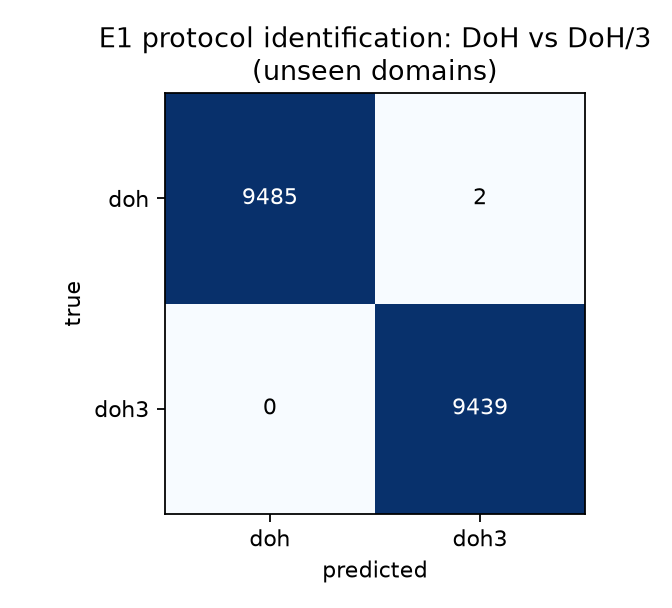 E1 protocol identification: DoH vs DoH/3
(unseen domains)
doh
9485
2
true
doh3
0
9439
doh
doh3
predicted